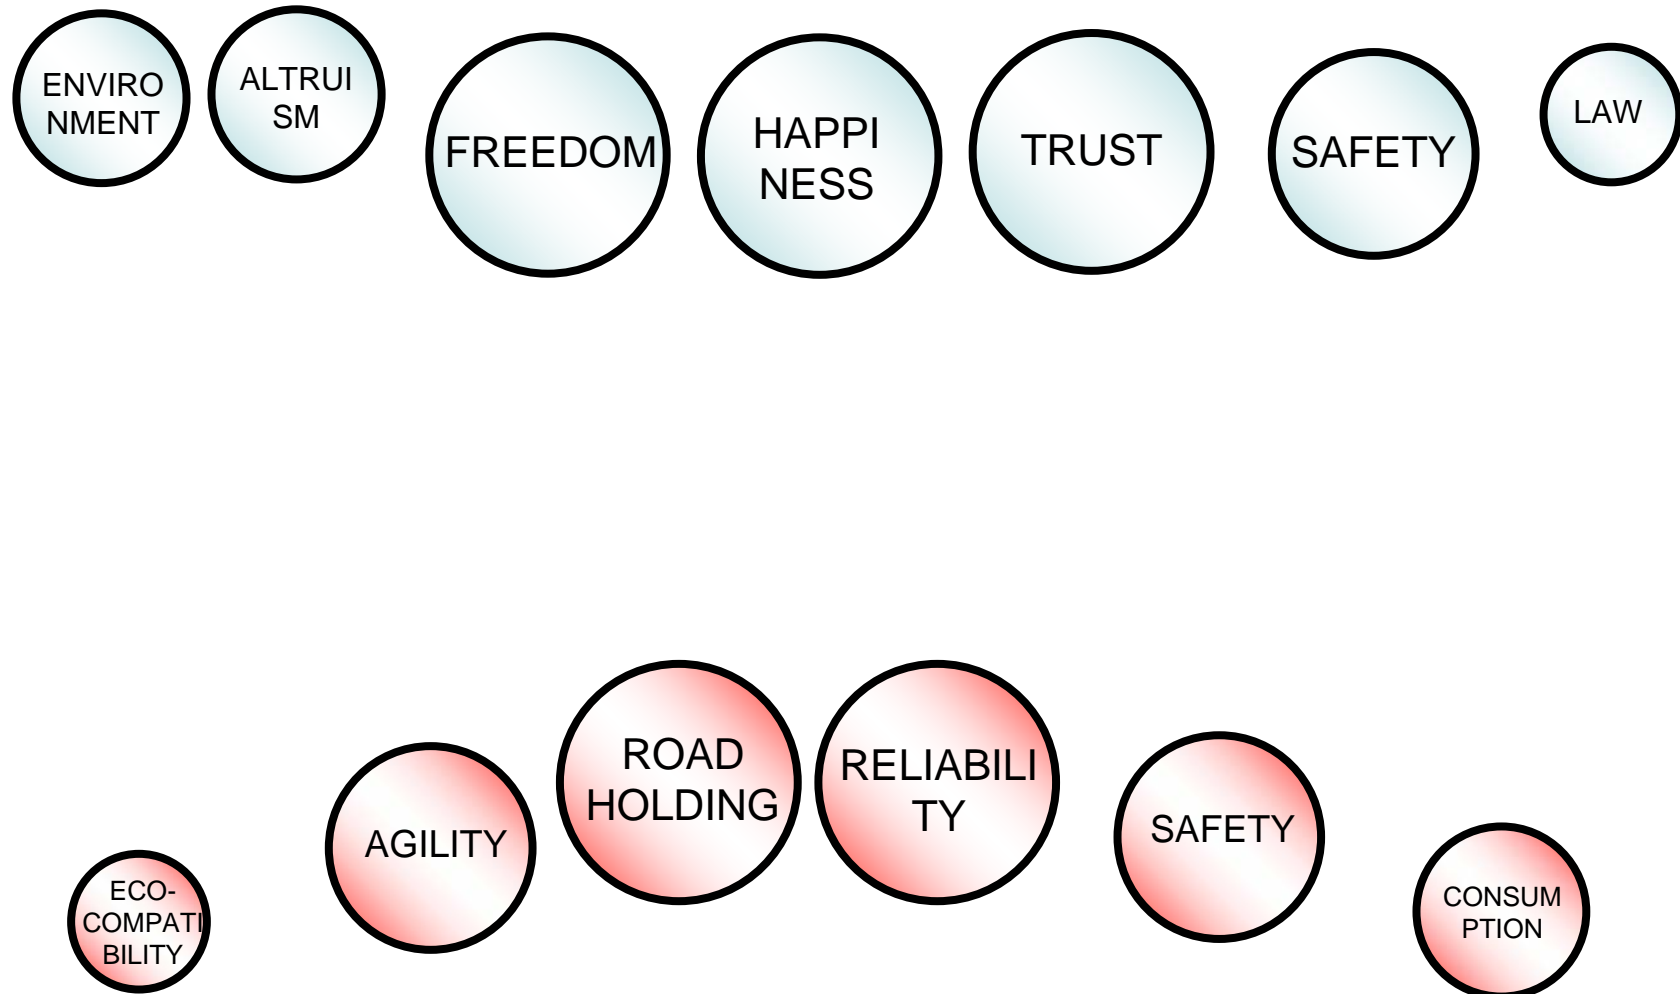 ENVIRO
NMENT
ALTRUI
SM
FREEDOM
HAPPI
NESS
TRUST
SAFETY
LAW
ECO-
COMPATI
BILITY
AGILITY
ROAD
HOLDING
RELIABILI
TY
SAFETY
CONSUM
PTION